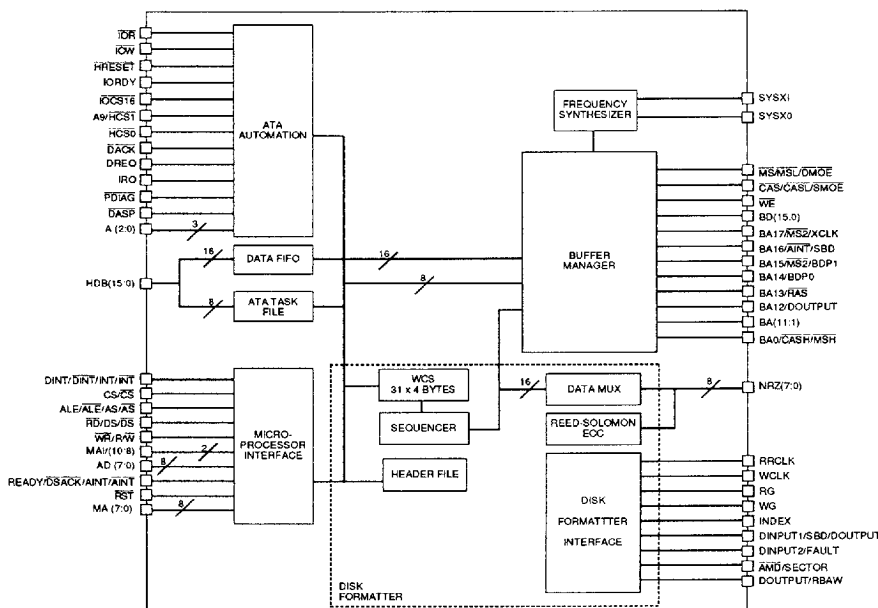 IOR
IOW
HRESET
IORDY
IOCS16
A9/HCS1
HCS0
DACK
DREQ
IRQ
PDIAG
DASP
A (2:0)
3
ATA
AUTOMATION
HDB(15:0)
16
DATA FIFO
8
ATA TASK
FILE
16
8
FREQUENCY
SYNTHESIZER
SYSXI
SYSX0
BUFFER
MANAGER
MS/MSL/DMOE
CAS/CASL/SMOE
WE
BD(15:0)
BA17/MS2/XCLK
BA16/AINT/SBD
BA15/MS2/BDP1
BA14/BDP0
BA13/RAS
BA12/DOUTPUT
BA(11:1)
BA0/CASH/MSH
DINT/DINT/INT/INT
CS/CS
ALE/ALE/AS/AS
RD/DS/DS
WR/R/W
MAI/(10:8)
2
AD (7:0)
8
READY/DSACK/AINT/AINT
RST
MA (7:0)
8
MICRO-
PROCESSOR
INTERFACE
WCS
31 x 4 BYTES
SEQUENCER
HEADER FILE
16
DATA MUX
8
NRZ(7:0)
REED-SOLOMON
ECC
DISK
FORMATTTER
INTERFACE
RRCLK
WCLK
RG
WG
INDEX
DINPUT1/SBD/DOUTPUT
DINPUT2/FAULT
AMD/SECTOR
DOUTPUT/RBAW
DISK
FORMATTER